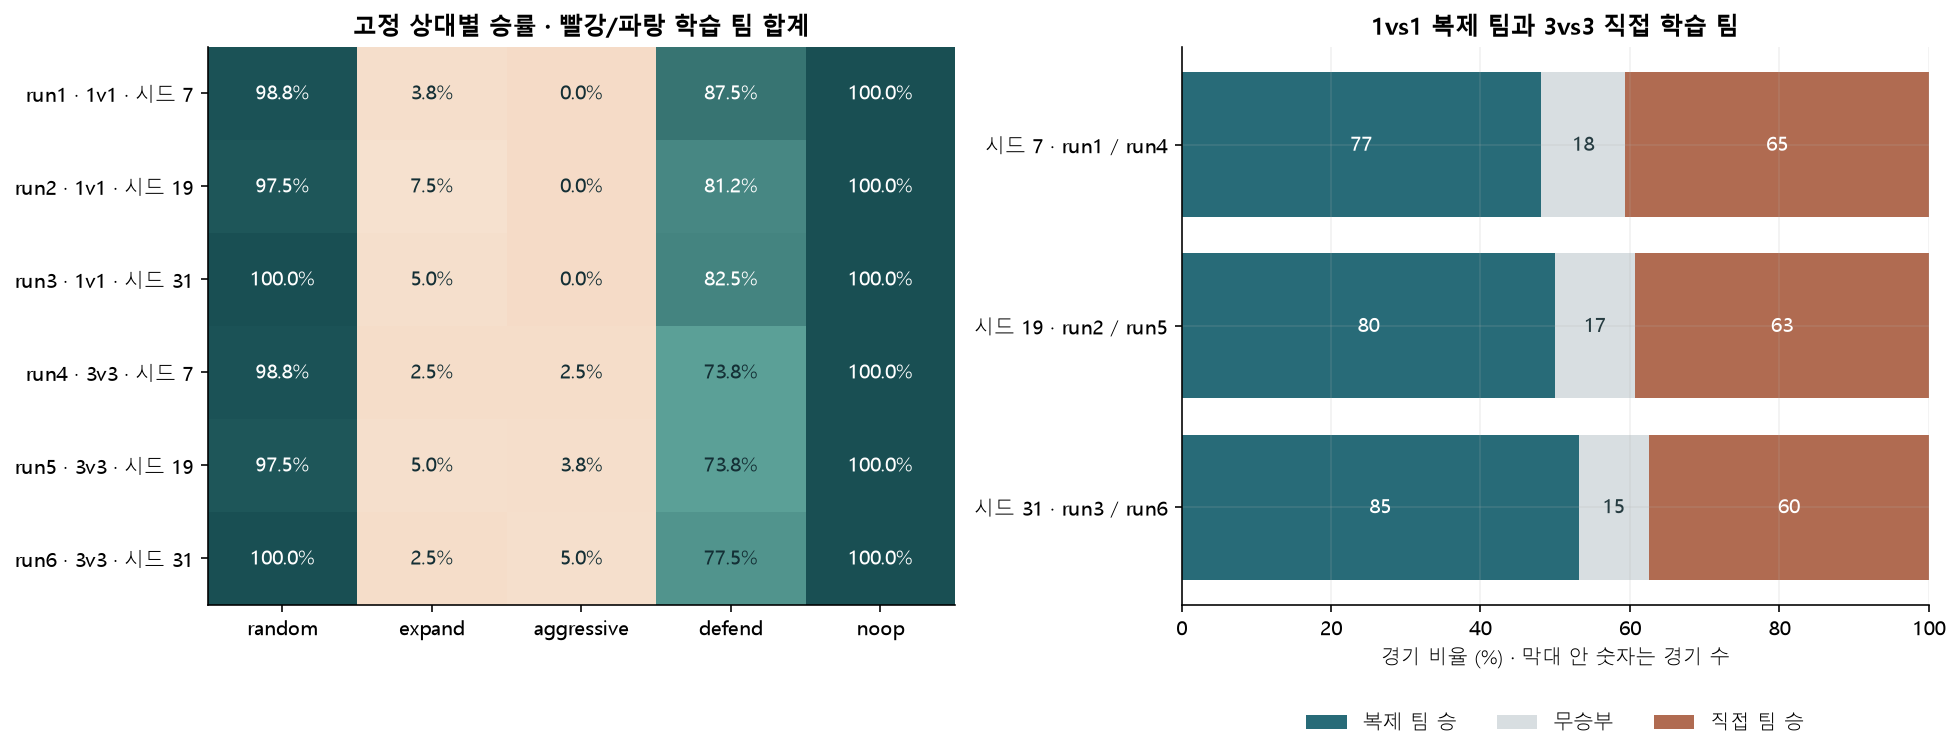 고정 상대별 승률 · 빨강/파랑 학습 팀 합계
run1 · 1v1 · 시드 7
98.8%
3.8%
0.0%
87.5%
100.0%
run2 · 1v1 · 시드 19
97.5%
7.5%
0.0%
81.2%
100.0%
run3 · 1v1 · 시드 31
100.0%
5.0%
0.0%
82.5%
100.0%
run4 · 3v3 · 시드 7
98.8%
2.5%
2.5%
73.8%
100.0%
run5 · 3v3 · 시드 19
97.5%
5.0%
3.8%
73.8%
100.0%
run6 · 3v3 · 시드 31
100.0%
2.5%
5.0%
77.5%
100.0%
random
expand
aggressive
defend
noop
1vs1 복제 팀과 3vs3 직접 학습 팀
시드 7 · run1 / run4
77
18
65
시드 19 · run2 / run5
80
17
63
시드 31 · run3 / run6
85
15
60
0
20
40
60
80
100
경기 비율 (%) · 막대 안 숫자는 경기 수
복제 팀 승
무승부
직접 팀 승